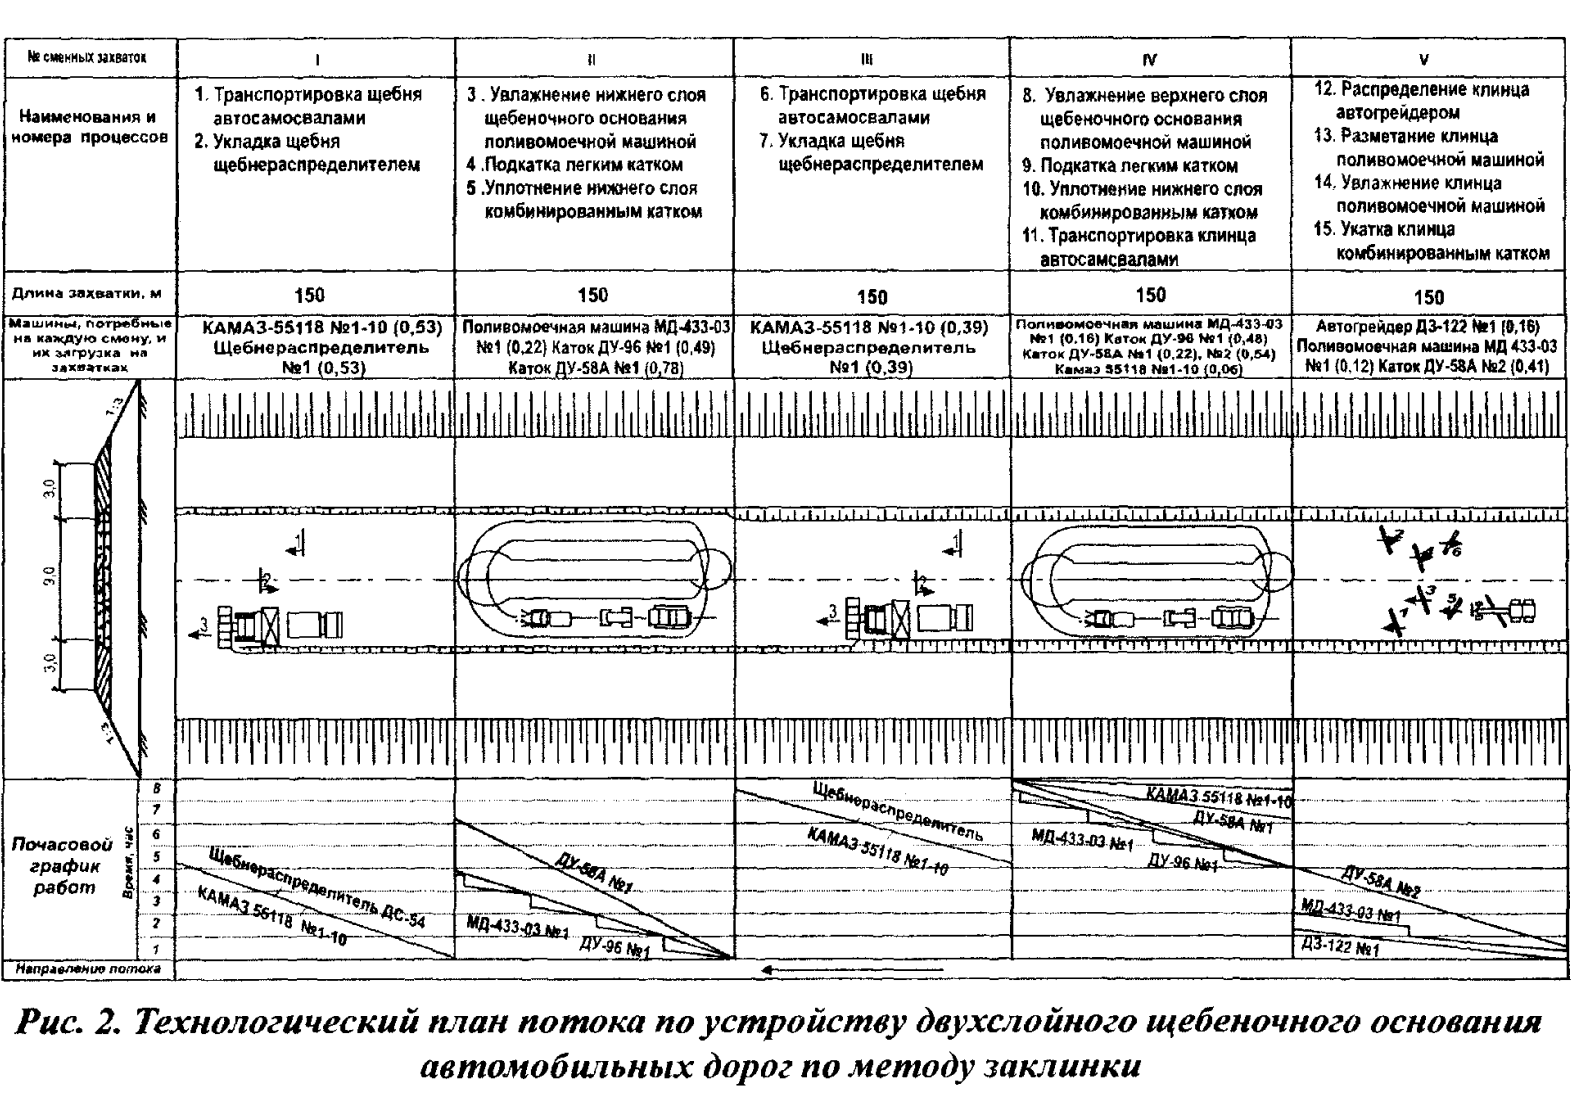 № сменных захваток
I
II
III
IV
V
Наименования и
номера процессов
1. Транспортировка щебня
автосамосвалами
2. Укладка щебня
щебнераспределителем
3 . Увлажнение нижнего слоя
щебеночного основания
поливомоечной машиной
4 .Подкатка легким катком
5 .Уплотнение нижнего слоя
комбинированным катком
6. Транспортировка щебня
автосамосвалами
7. Укладка щебня
щебнераспределителем
8. Увлажнение верхнего слоя
щебеночного основания
поливомоечной машиной
9. Подкатка легким катком
10. Уплотнение нижнего слоя
комбинированным катком
11. Транспортировка клинца
автосамсвалами
12. Распределение клинца
автогрейдером
13. Разметание клинца
поливомоечной машиной
14. Увлажнение клинца
поливомоечной машиной
15. Укатка клинца
комбинированным катком
Длина захватки, м
150
150
150
150
150
Машины, потребные
на каждую смену, и
их загрузка на
захватках
КАМАЗ-55118 №1-10 (0,53)
Щебнераспределитель
№1 (0,53)
Поливомоечная машина МД-433-03
№1 (0,22) Каток ДУ-96 №1 (0,49)
Каток ДУ-58А №1 (0,78)
КАМАЗ-55118 №1-10 (0,39)
Щебнераспределитель
№1 (0,39)
Поливомоечная машина МД-433-03
№1 (0,16) Каток ДУ-96 №1 (0,48)
Каток ДУ-58А №1 (0,22), №2 (0,54)
Камаз 55118 №1-10 (0,06)
Автогрейдер ДЗ-122 №1 (0,16)
Поливомоечная машина МД 433-03
№1 (0,12) Каток ДУ-58А №2 (0,41)
1:3
3,0
9,0
3,0
1:3
1
2
3
1
2
3
2
4
6
3
5
1
Почасовой
график
работ
Время, час
8
7
6
5
4
3
2
1
Щебнераспределитель ДС-54
КАМАЗ 55118 №1-10
ДУ-58А №1
МД-433-03 №1
ДУ-96 №1
Щебнераспределитель
КАМАЗ 55118 №1-10
КАМАЗ 55118 №1-10
ДУ-58А №1
МД-433-03 №1
ДУ-96 №1
ДУ-58А №2
МД-433-03 №1
ДЗ-122 №1
Направление потока
Рис. 2. Технологический план потока по устройству двухслойного щебеночного основания
автомобильных дорог по методу заклинки